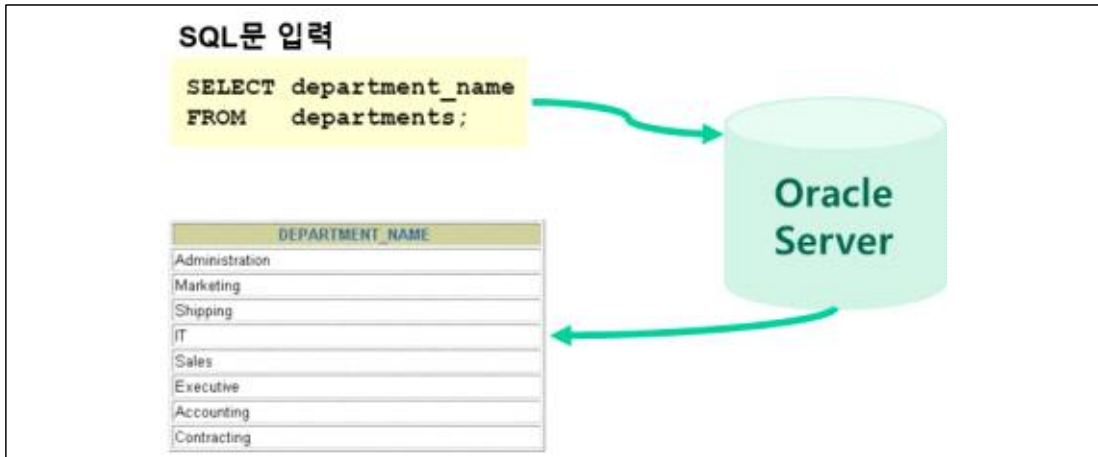 SQL문 입력
SELECT department_name
FROM departments;
Oracle
Server
DEPARTMENT_NAME
Administration
Marketing
Shipping
IT
Sales
Executive
Accounting
Contracting